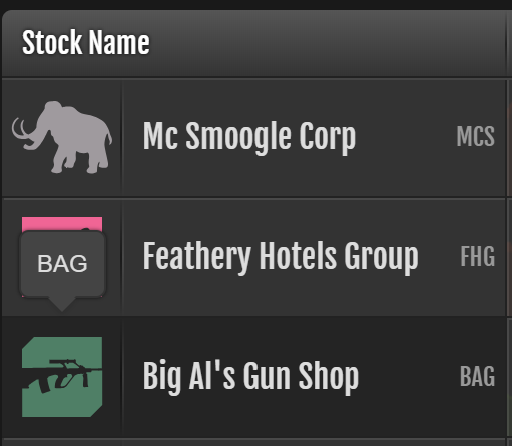 Stock Name
Mc Smoogle Corp MCS
Feathery Hotels Group FHG
BAG
Big Al's Gun Shop BAG